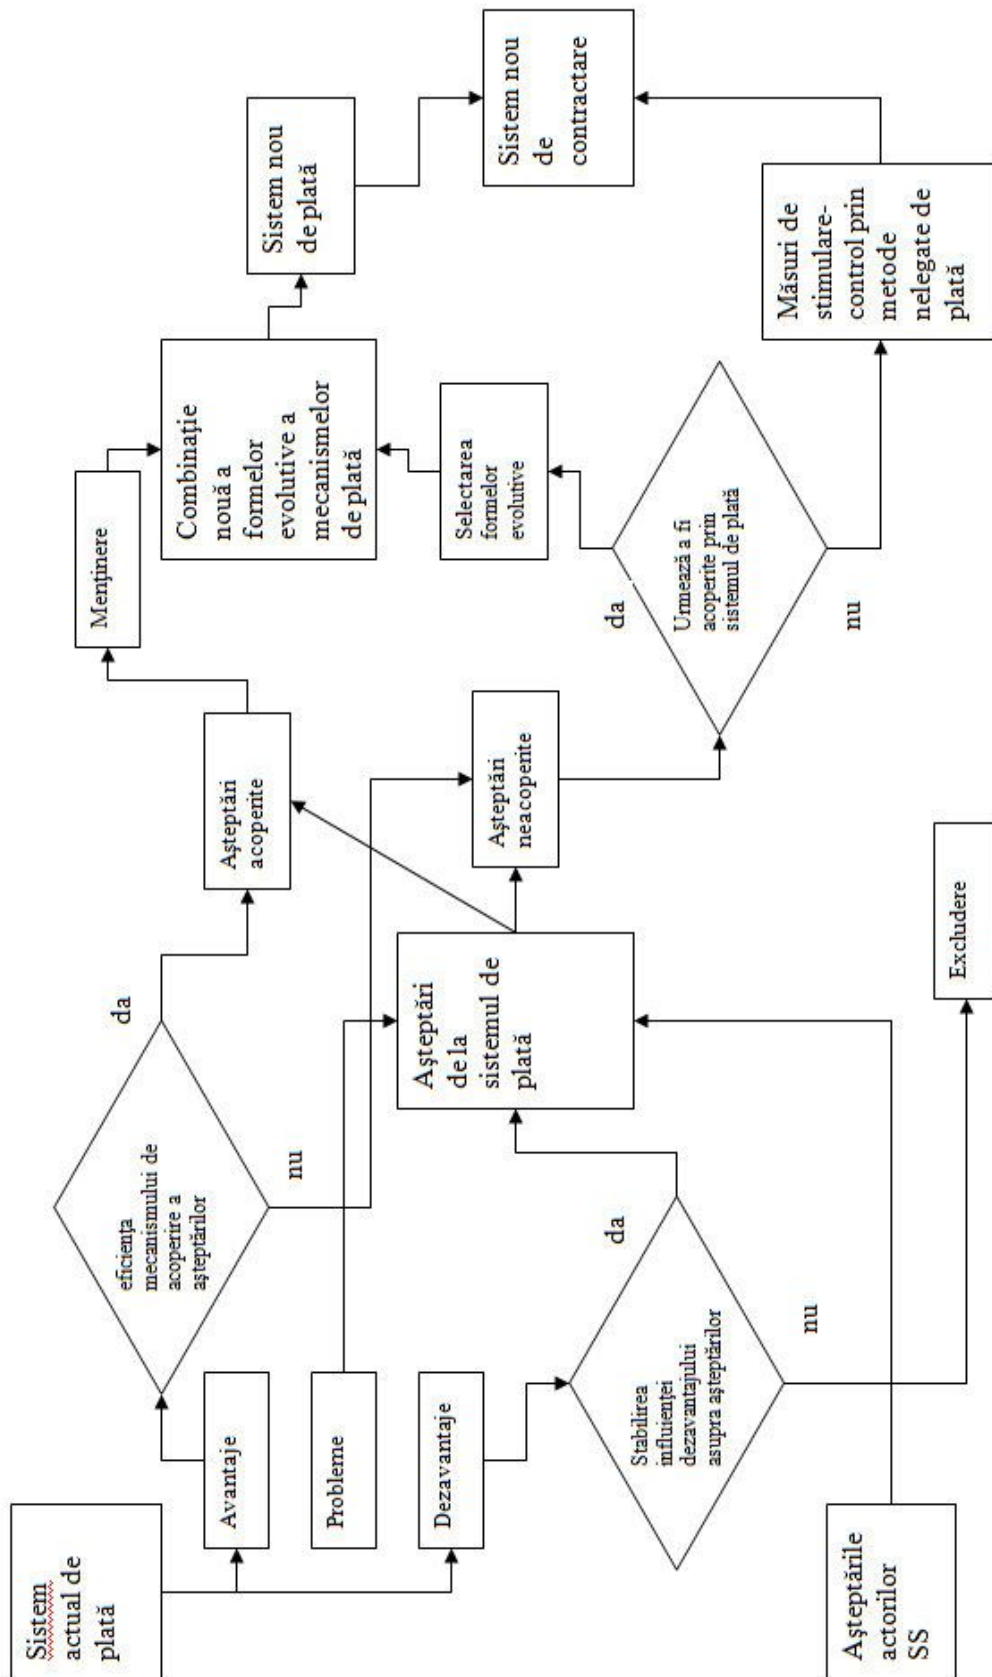 Sistem
actual de
plată
Avantaje
Probleme
Dezavantaje
eficiența
mecanismului de
acoperire a
așteptărilor
da
nu
Stabilirea
influienței
dezavantajului
asupra așteptărilor
da
nu
Așteptările
actorilor
SS
Așteptări
de la
sistemul de
plată
Așteptări
acoperite
Așteptări
neacoperite
Excludere
Menținere
Urmează a fi
acoperite prin
sistemul de plată
da
nu
Selectarea
formelor
evolutive
Combinație
nouă a
formelor
evolutive a
mecanismelor
de plată
Sistem nou
de plată
Măsuri de
stimulare-
control prin
metode
nelegate de
plată
Sistem nou
de
contractare